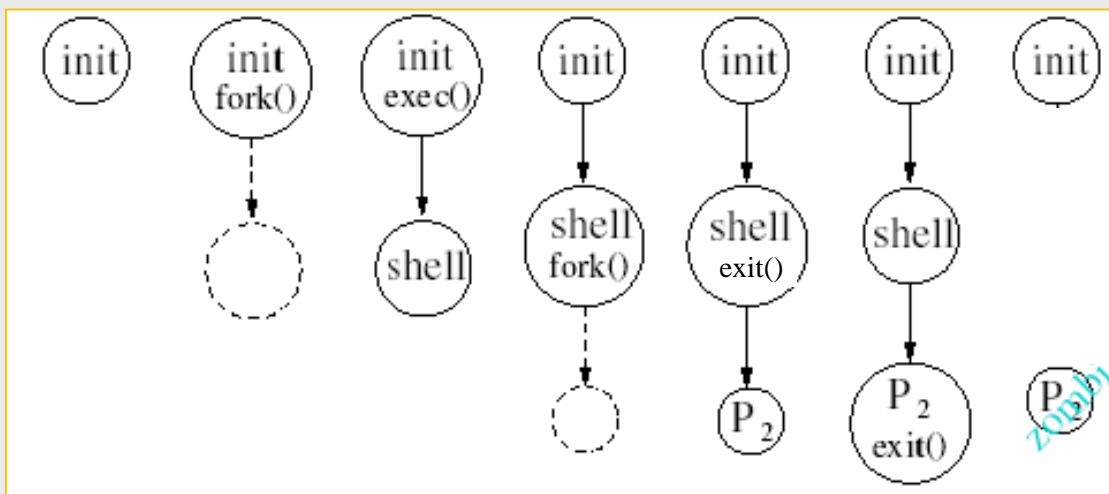 init
init
fork()
init
exec()
init
init
init
init
shell
shell
fork()
shell
exit()
shell
P2
P2
exit()
P2